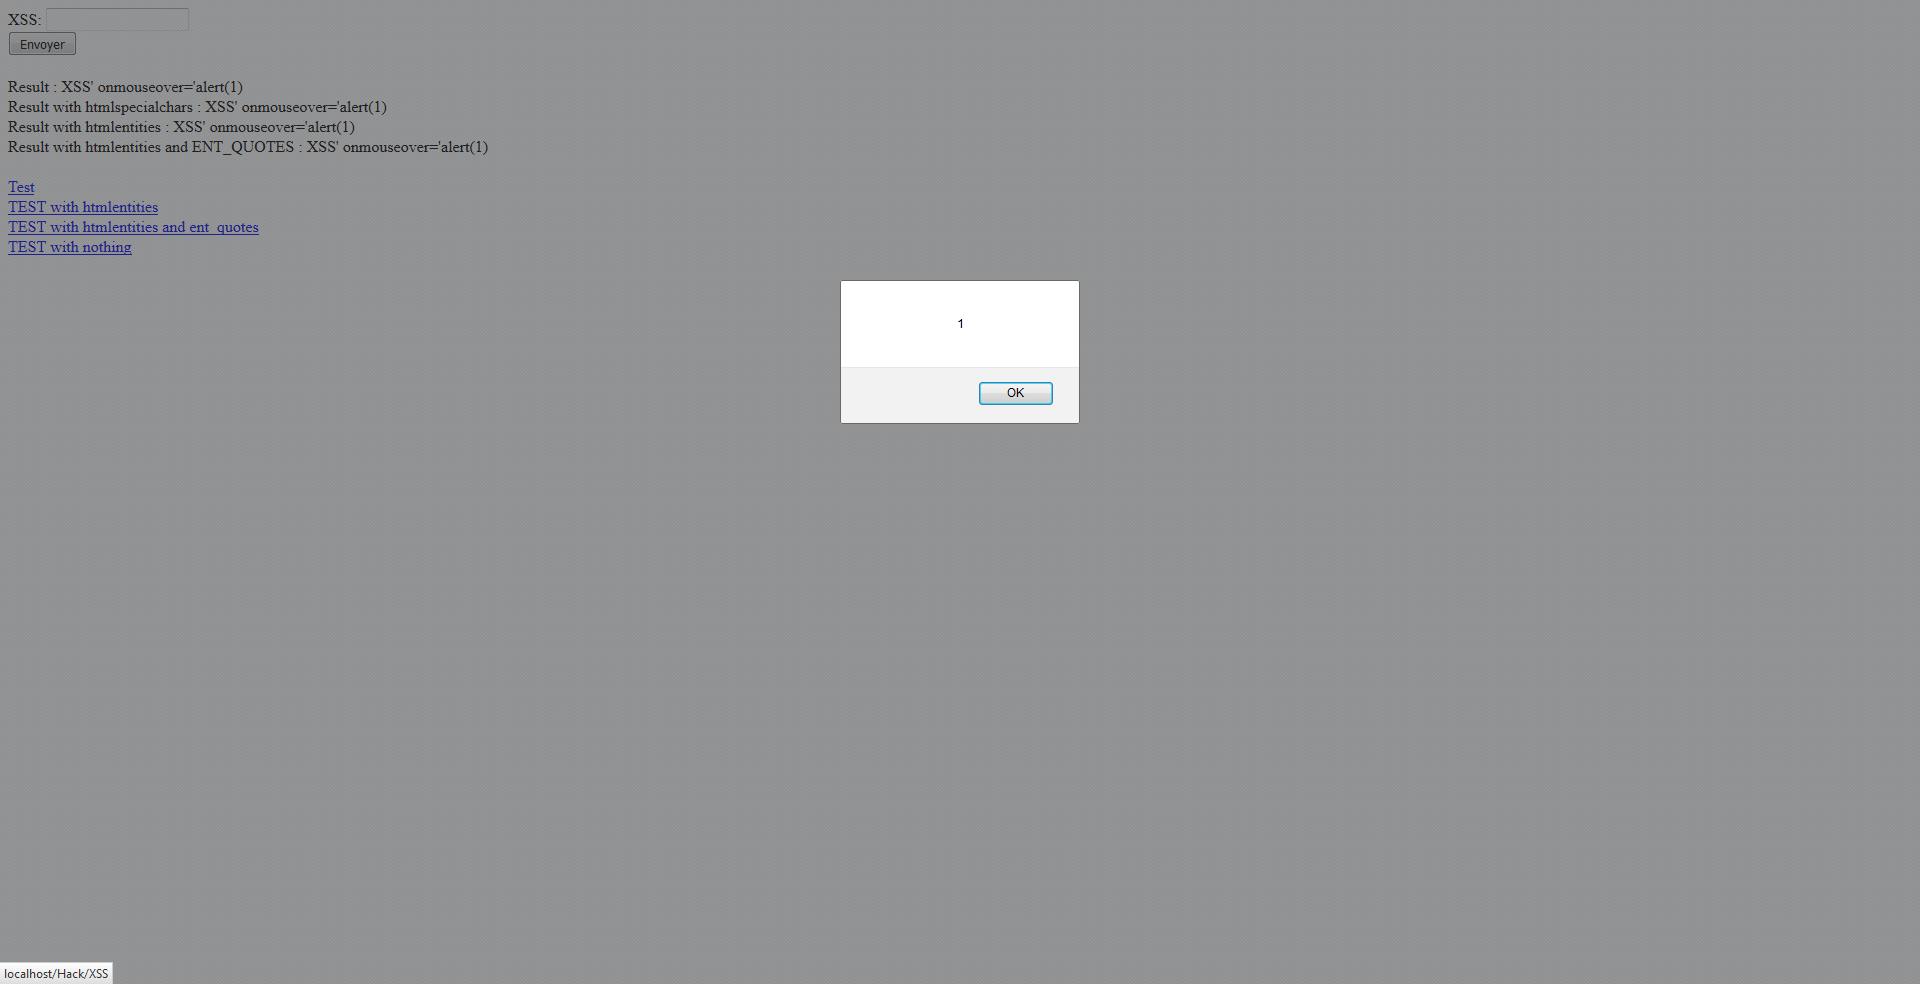 XSS:
Envoyer
Result : XSS' onmouseover='alert(1)
Result with htmlspecialchars : XSS' onmouseover='alert(1)
Result with htmlentities : XSS' onmouseover='alert(1)
Result with htmlentities and ENT_QUOTES : XSS' onmouseover='alert(1)
Test
TEST with htmlentities
TEST with htmlentities and ent_quotes
TEST with nothing
1
OK
localhost/Hack/XSS